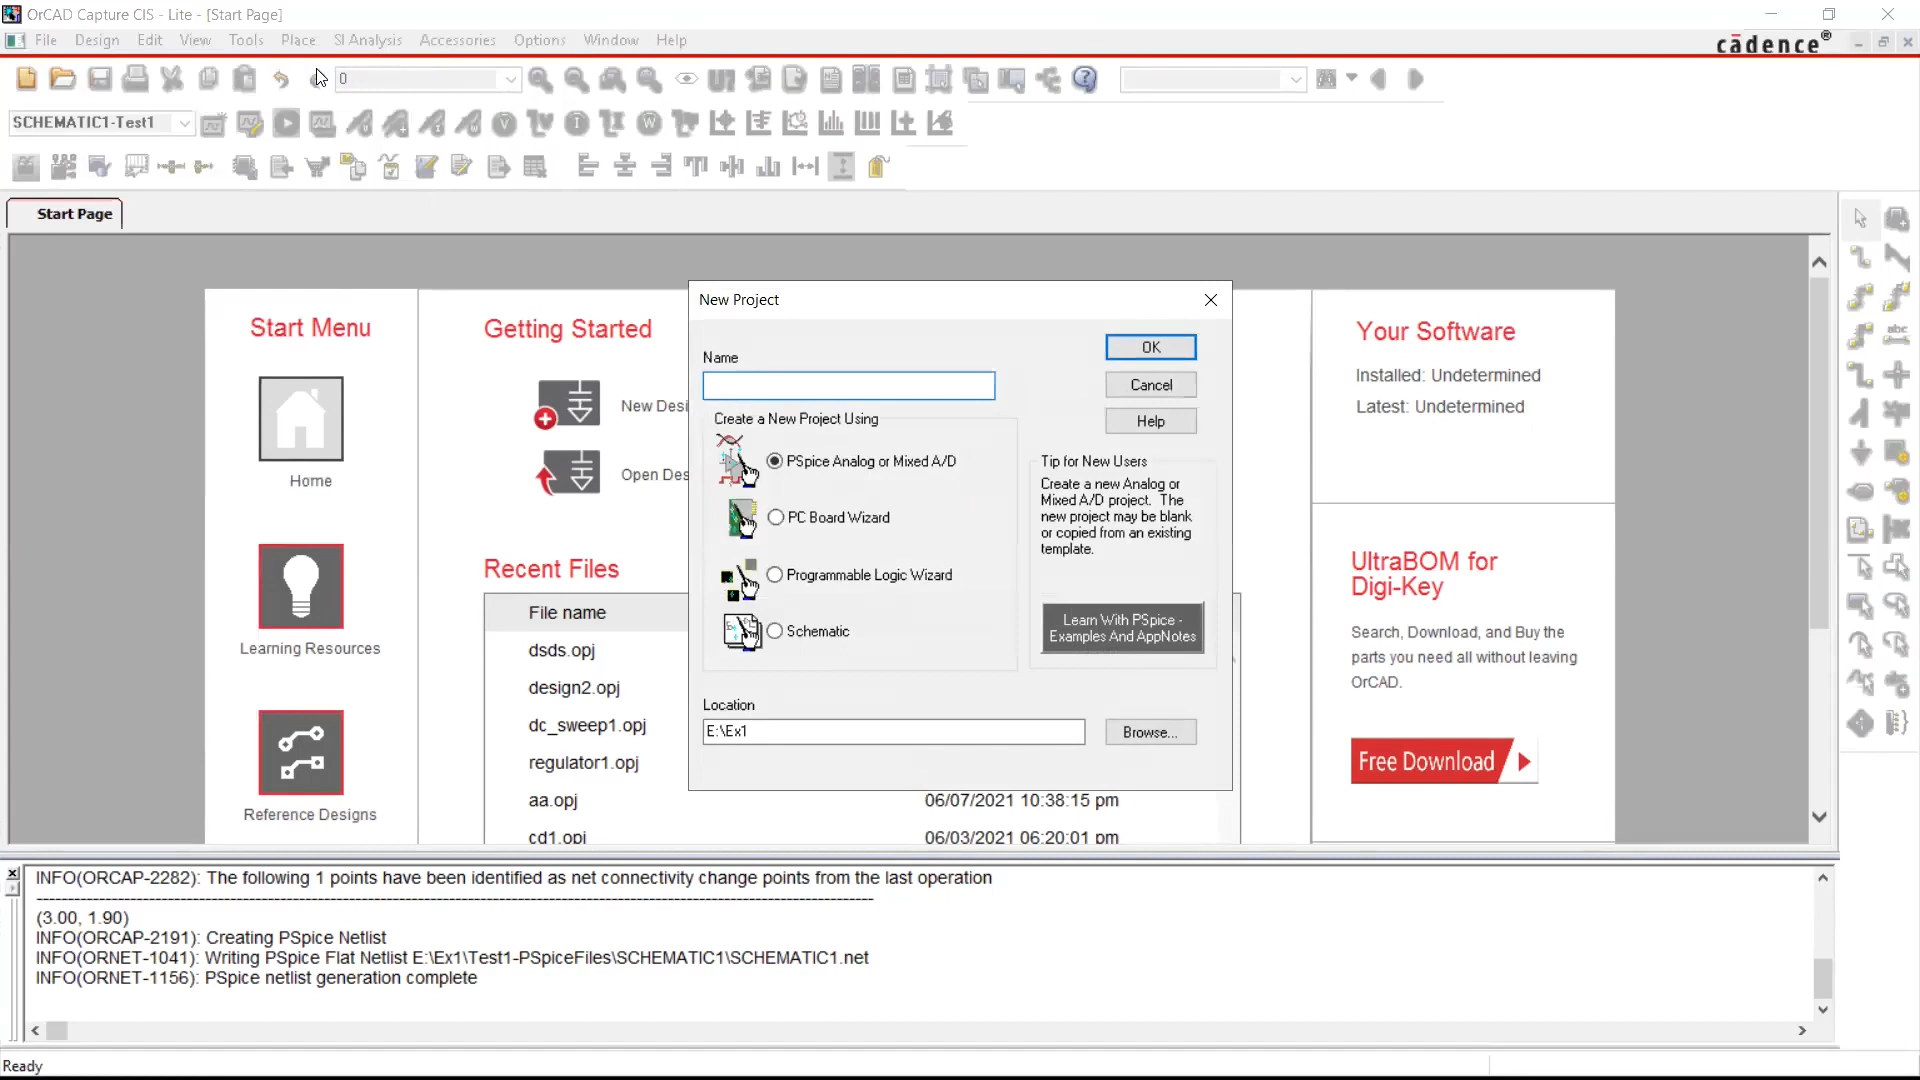 OrCAD Capture CIS - Lite - [Start Page]
File Design Edit View Tools Place SI Analysis Accessories Options Window Help
cādence®
0
SCHEMATIC1-Test1
Start Page
Start Menu
Home
Learning Resources
Reference Designs
Getting Started
New Desi
Open Des
Recent Files
File name
dsds.opj
design2.opj
dc_sweep1.opj
regulator1.opj
aa.opj 06/07/2021 10:38:15 pm
cd1.opj 06/03/2021 06:20:01 pm
New Project
Name
OK
Cancel
Help
Create a New Project Using
PSpice Analog or Mixed A/D
PC Board Wizard
Programmable Logic Wizard
Schematic
Tip for New Users
Create a new Analog or
Mixed A/D project. The
new project may be blank
or copied from an existing
template.
Learn With PSpice -
Examples And AppNotes
Location
E:\Ex1
Browse...
Your Software
Installed: Undetermined
Latest: Undetermined
UltraBOM for
Digi-Key
Search, Download, and Buy the
parts you need all without leaving
OrCAD.
Free Download
INFO(ORCAP-2282): The following 1 points have been identified as net connectivity change points from the last operation
(3.00, 1.90)
INFO(ORCAP-2191): Creating PSpice Netlist
INFO(ORNET-1041): Writing PSpice Flat Netlist E:\Ex1\Test1-PSpiceFiles\SCHEMATIC1\SCHEMATIC1.net
INFO(ORNET-1156): PSpice netlist generation complete
Ready